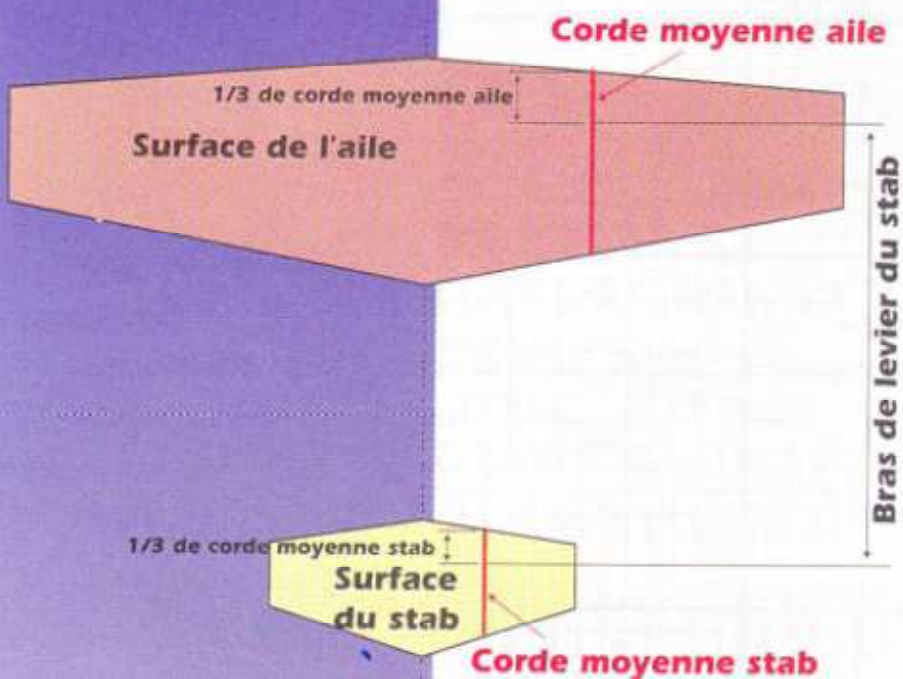 Corde moyenne aile
1/3 de corde moyenne aile
Surface de l'aile
Bras de levier du stab
1/3 de corde moyenne stab
Surface
du stab
Corde moyenne stab